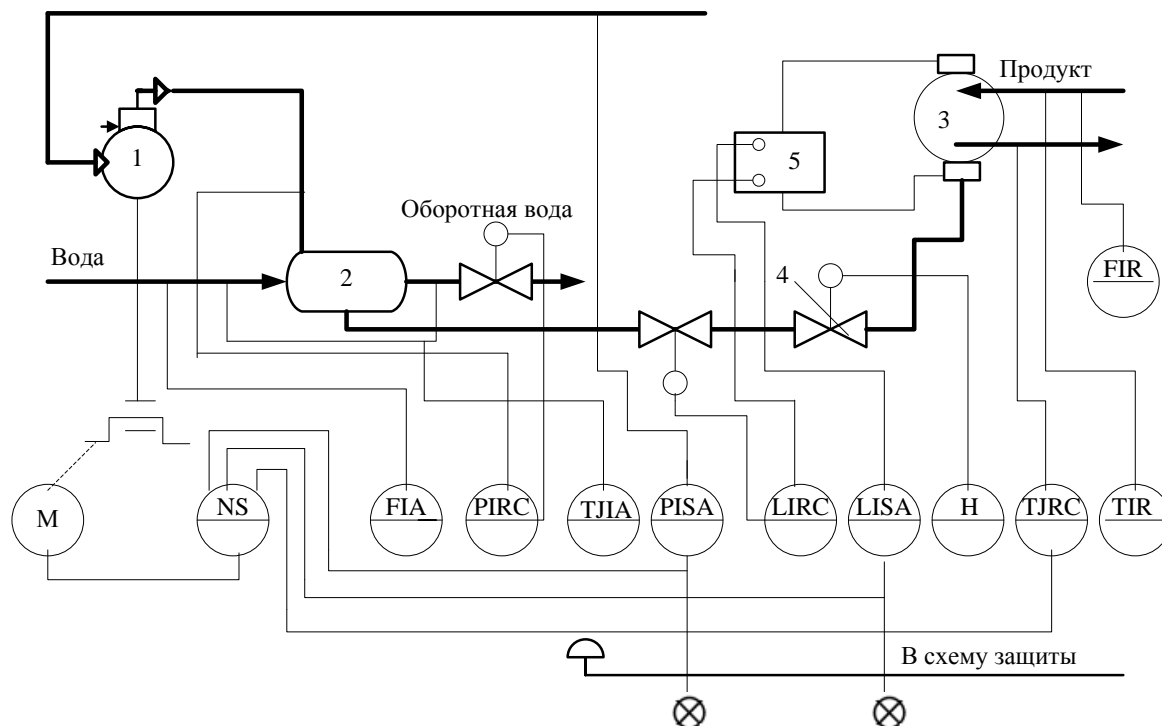 Продукт
3
1
5
Оборотная вода
Вода
2
4
FIR
M
NS
FIA
PIRC
TJIA
PISA
LIRC
LISA
H
TJRC
TIR
В схему защиты